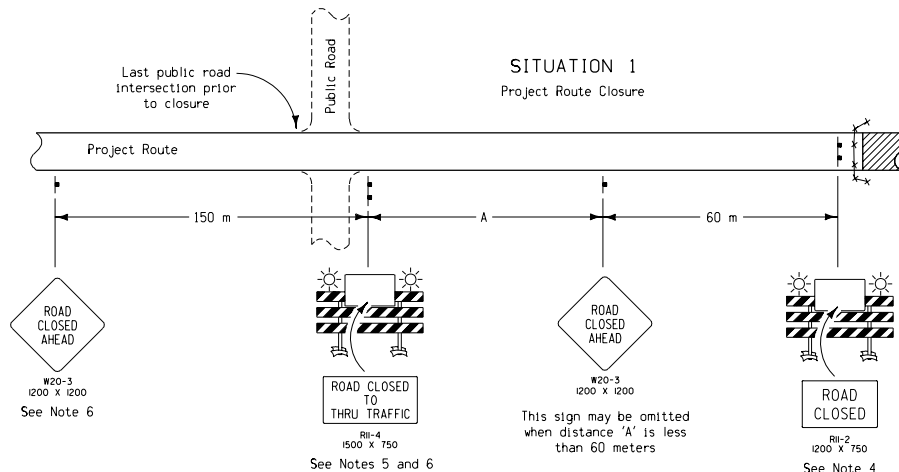 SITUATION 1
Project Route Closure
Last public road
intersection prior
to closure
Public Road
Project Route
150 m
A
60 m
ROAD
CLOSED
AHEAD
W20-3
1200 X 1200
See Note 6
ROAD CLOSED
TO
THRU TRAFFIC
R11-4
1500 X 750
See Notes 5 and 6
ROAD
CLOSED
AHEAD
W20-3
1200 X 1200
This sign may be omitted
when distance 'A' is less
than 60 meters
ROAD
CLOSED
R11-2
1200 X 750
See Note 4